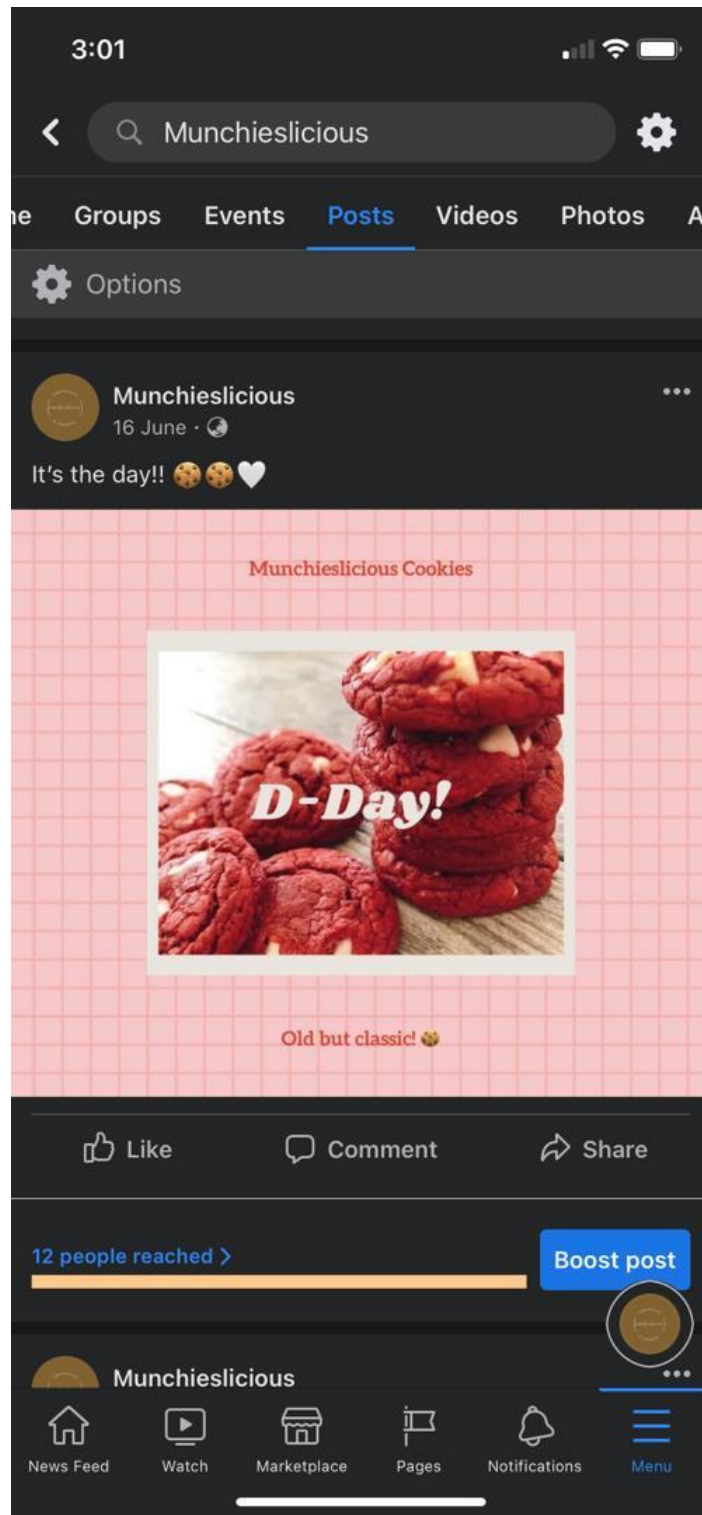 3:01
Munchieslicious
Groups Events Posts Videos Photos
Options
Munchieslicious
16 June ·
It's the day!! 🍪🍪🤍
Munchieslicious Cookies
D-Day!
Old but classic! 🍪
Like Comment Share
12 people reached >
Boost post
Munchieslicious
News Feed Watch Marketplace Pages Notifications Menu